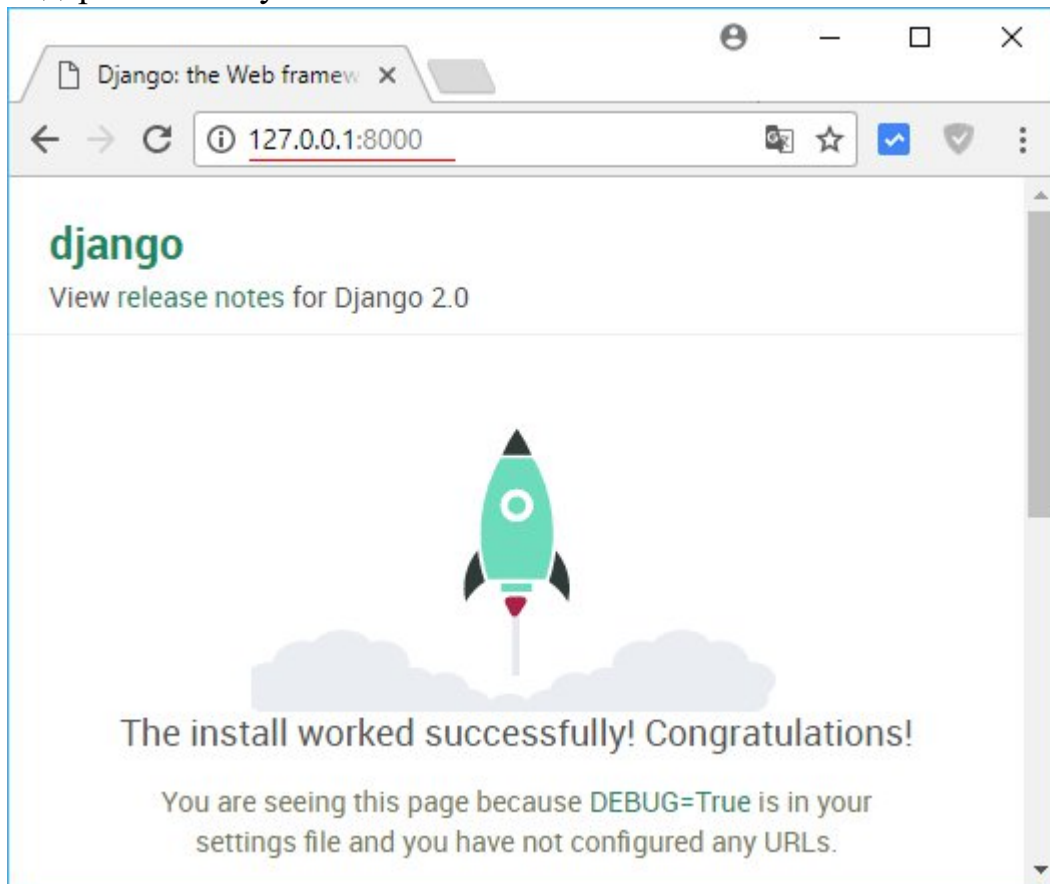 Django: the Web framew
127.0.0.1:8000
django
View release notes for Django 2.0
The install worked successfully! Congratulations!
You are seeing this page because DEBUG=True is in your
settings file and you have not configured any URLs.